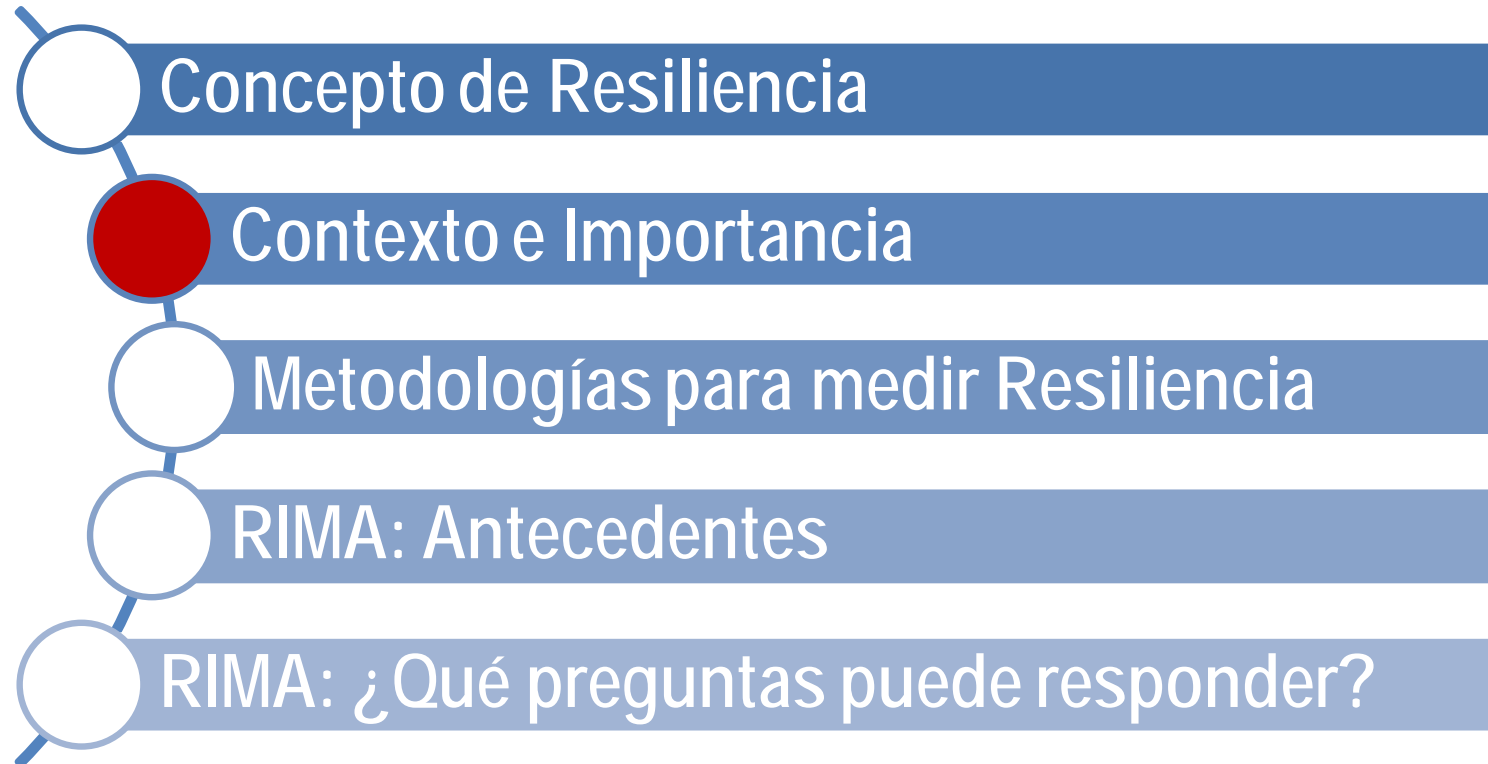 Concepto de Resiliencia
Contexto e Importancia
Metodologías para medir Resiliencia
RIMA: Antecedentes
RIMA: ¿Qué preguntas puede responder?